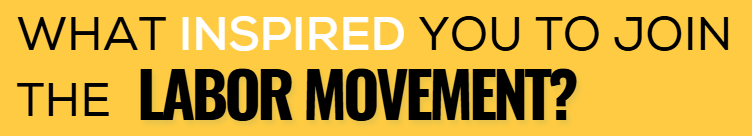 WHAT INSPIRED YOU TO JOIN
THE LABOR MOVEMENT?